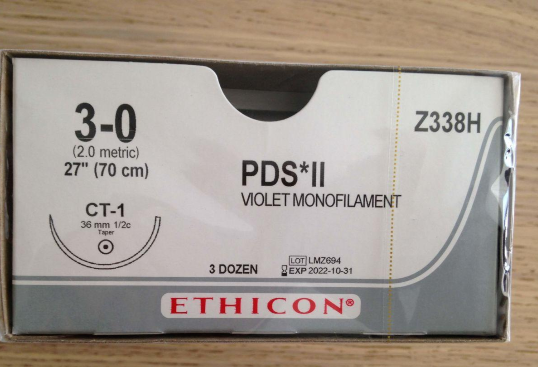 3-0
(2.0 metric)
27" (70 cm)
CT-1
36 mm 1/2c
Taper
Z338H
PDS*II
VIOLET MONOFILAMENT
3 DOZEN
LOT LMZ694
EXP 2022-10-31
ETHICON®